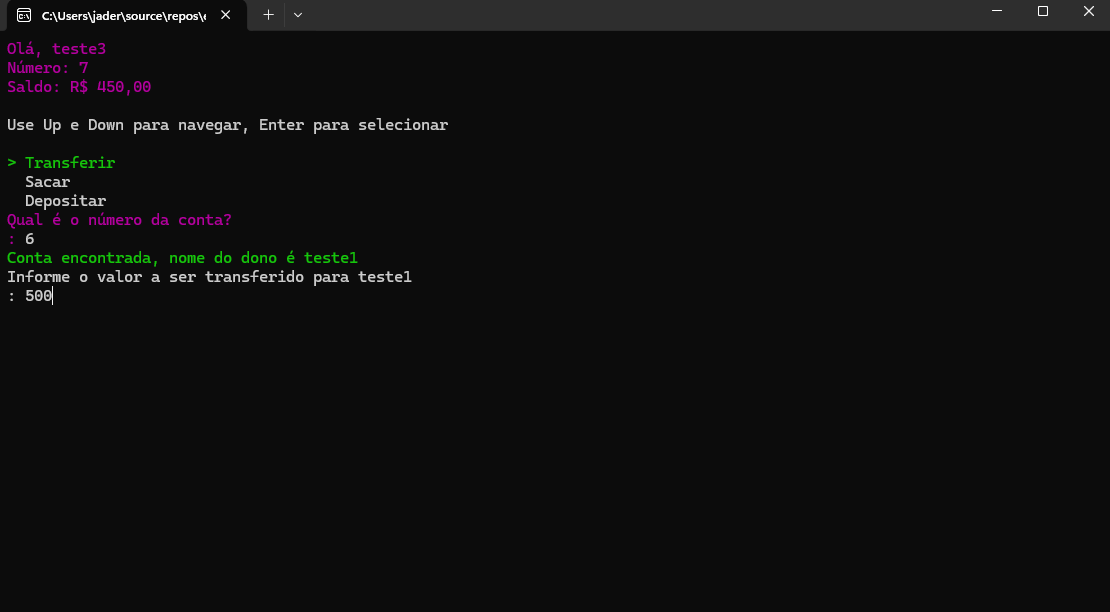 C:\Users\jader\source\repos\e
Olá, teste3
Número: 7
Saldo: R$ 450,00
Use Up e Down para navegar, Enter para selecionar
> Transferir
Sacar
Depositar
Qual é o número da conta?
: 6
Conta encontrada, nome do dono é teste1
Informe o valor a ser transferido para teste1
: 500